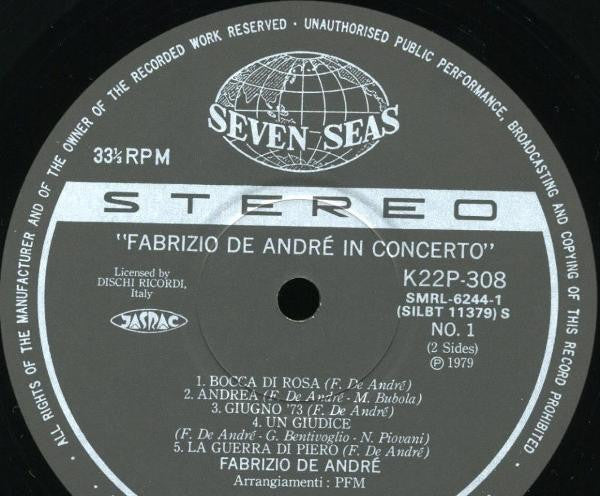 · ALL RIGHTS OF THE MANUFACTURER AND OF THE OWNER OF THE RECORDED WORK RESERVED · UNAUTHORISED PUBLIC PERFORMANCE, BROADCASTING AND COPYING OF THIS RECORD PROHIBITED ·
SEVEN SEAS
33⅓ RPM
STEREO
"FABRIZIO DE ANDRÉ IN CONCERTO"
Licensed by
DISCHI RICORDI,
Italy
JASRAC
K22P-308
SMRL-6244-1
(SILBT 11379) S
NO. 1
(2 Sides)
Ⓟ 1979
1. BOCCA DI ROSA (F. De André)
2. ANDREA (F. De André - M. Bubola)
3. GIUGNO '73 (F. De André)
4. UN GIUDICE
(F. De André - G. Bentivoglio - N. Piovani)
5. LA GUERRA DI PIERO (F. De André)
FABRIZIO DE ANDRÉ
Arrangiamenti : PFM